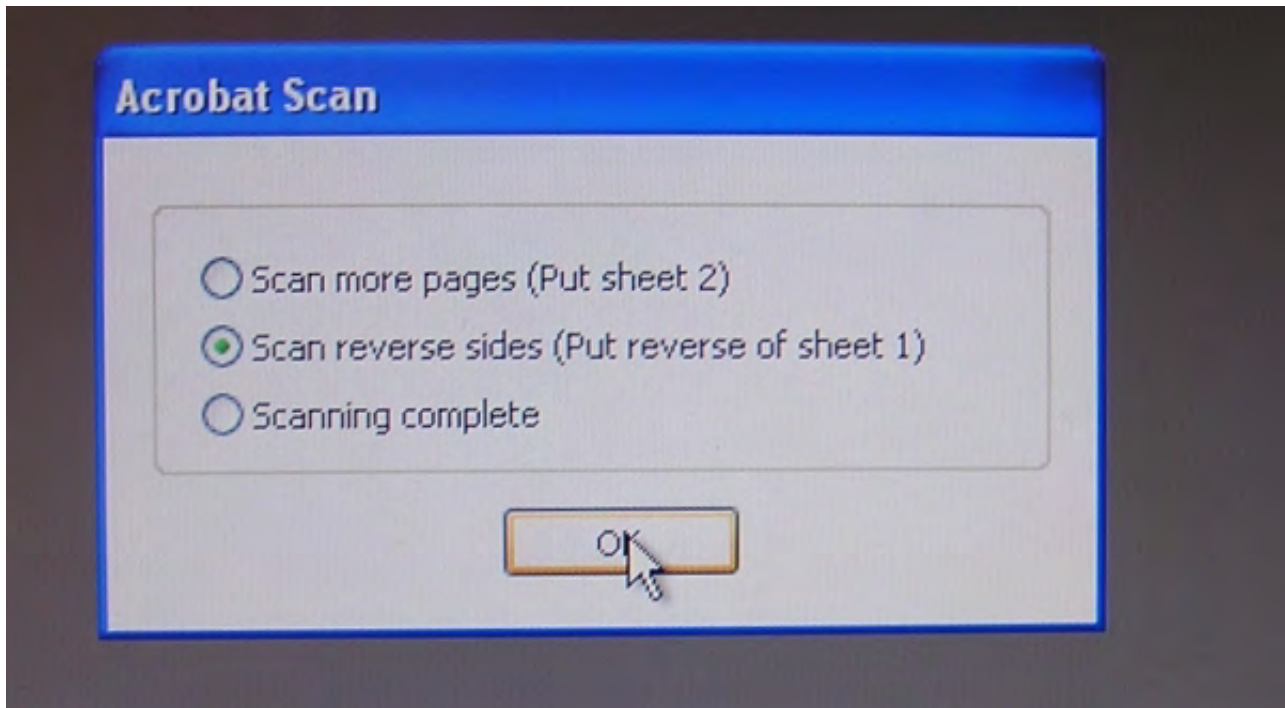 Acrobat Scan
Scan more pages (Put sheet 2)
Scan reverse sides (Put reverse of sheet 1)
Scanning complete
OK